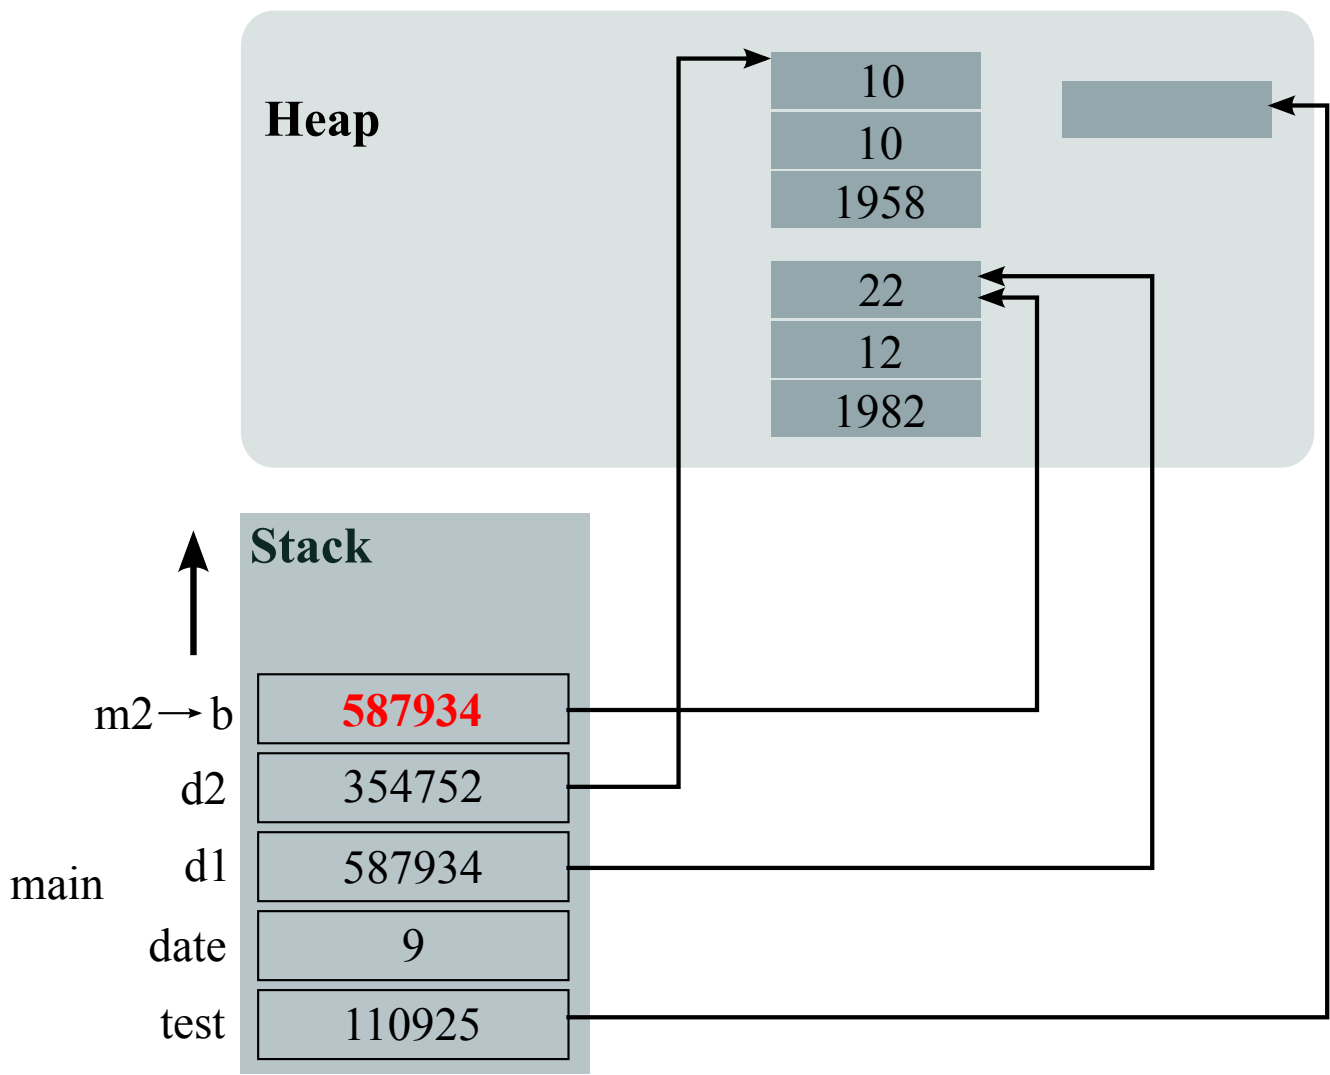 Heap
10
10
1958
22
12
1982
Stack
m2 → b 587934
d2 354752
main
d1 587934
date 9
test 110925